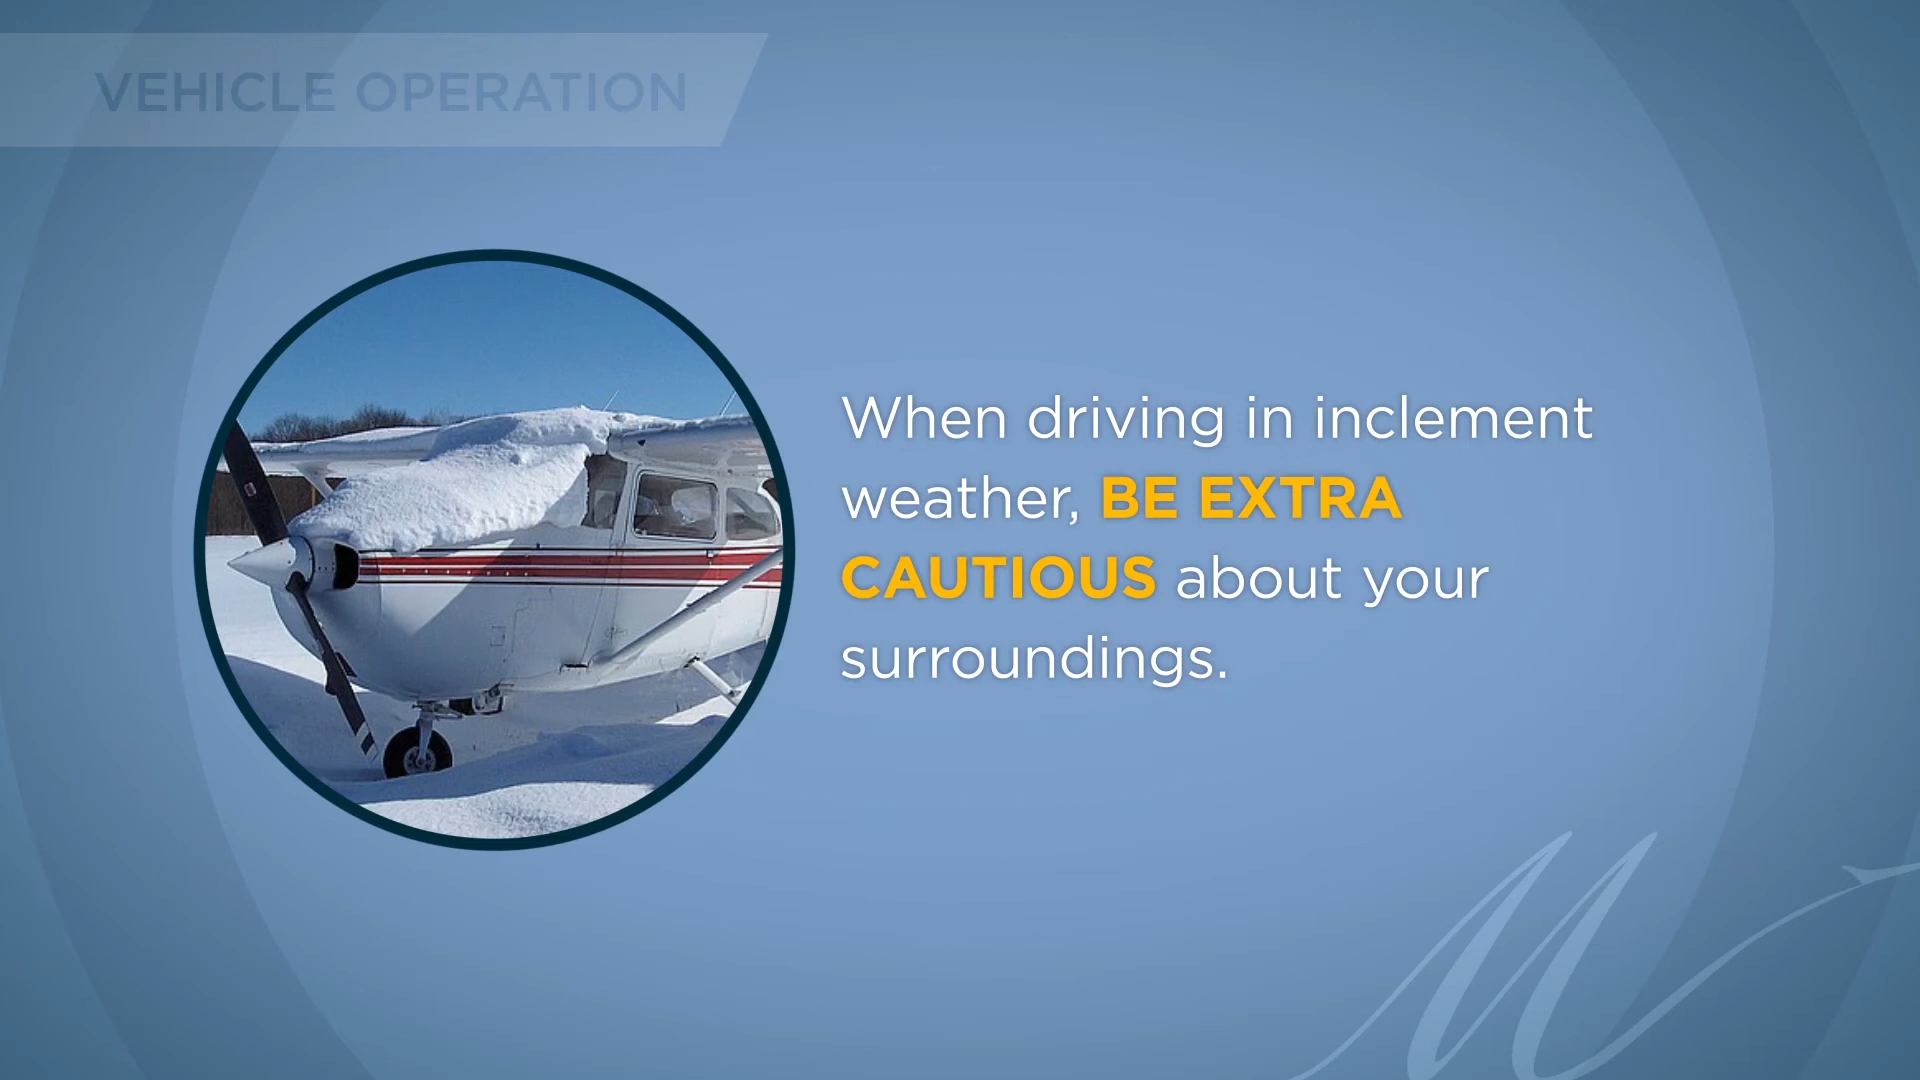 VEHICLE OPERATION
When driving in inclement
weather, BE EXTRA
CAUTIOUS about your
surroundings.